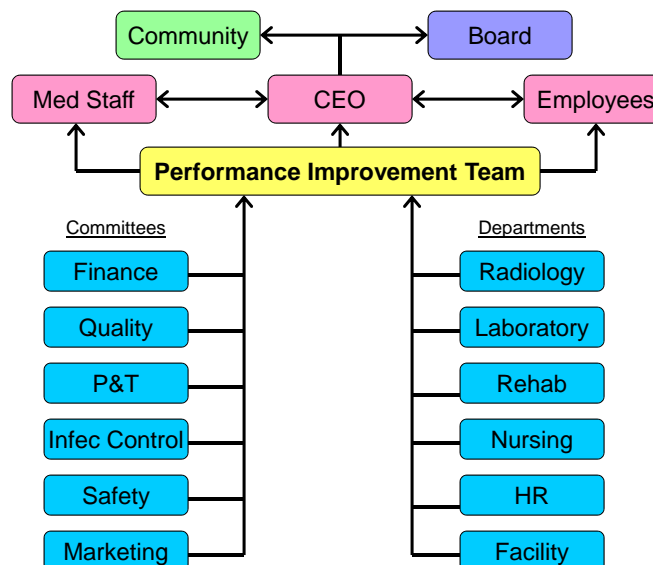 Community
Board
Med Staff
CEO
Employees
Performance Improvement Team
Committees
Departments
Finance
Radiology
Quality
Laboratory
P&T
Rehab
Infec Control
Nursing
Safety
HR
Marketing
Facility